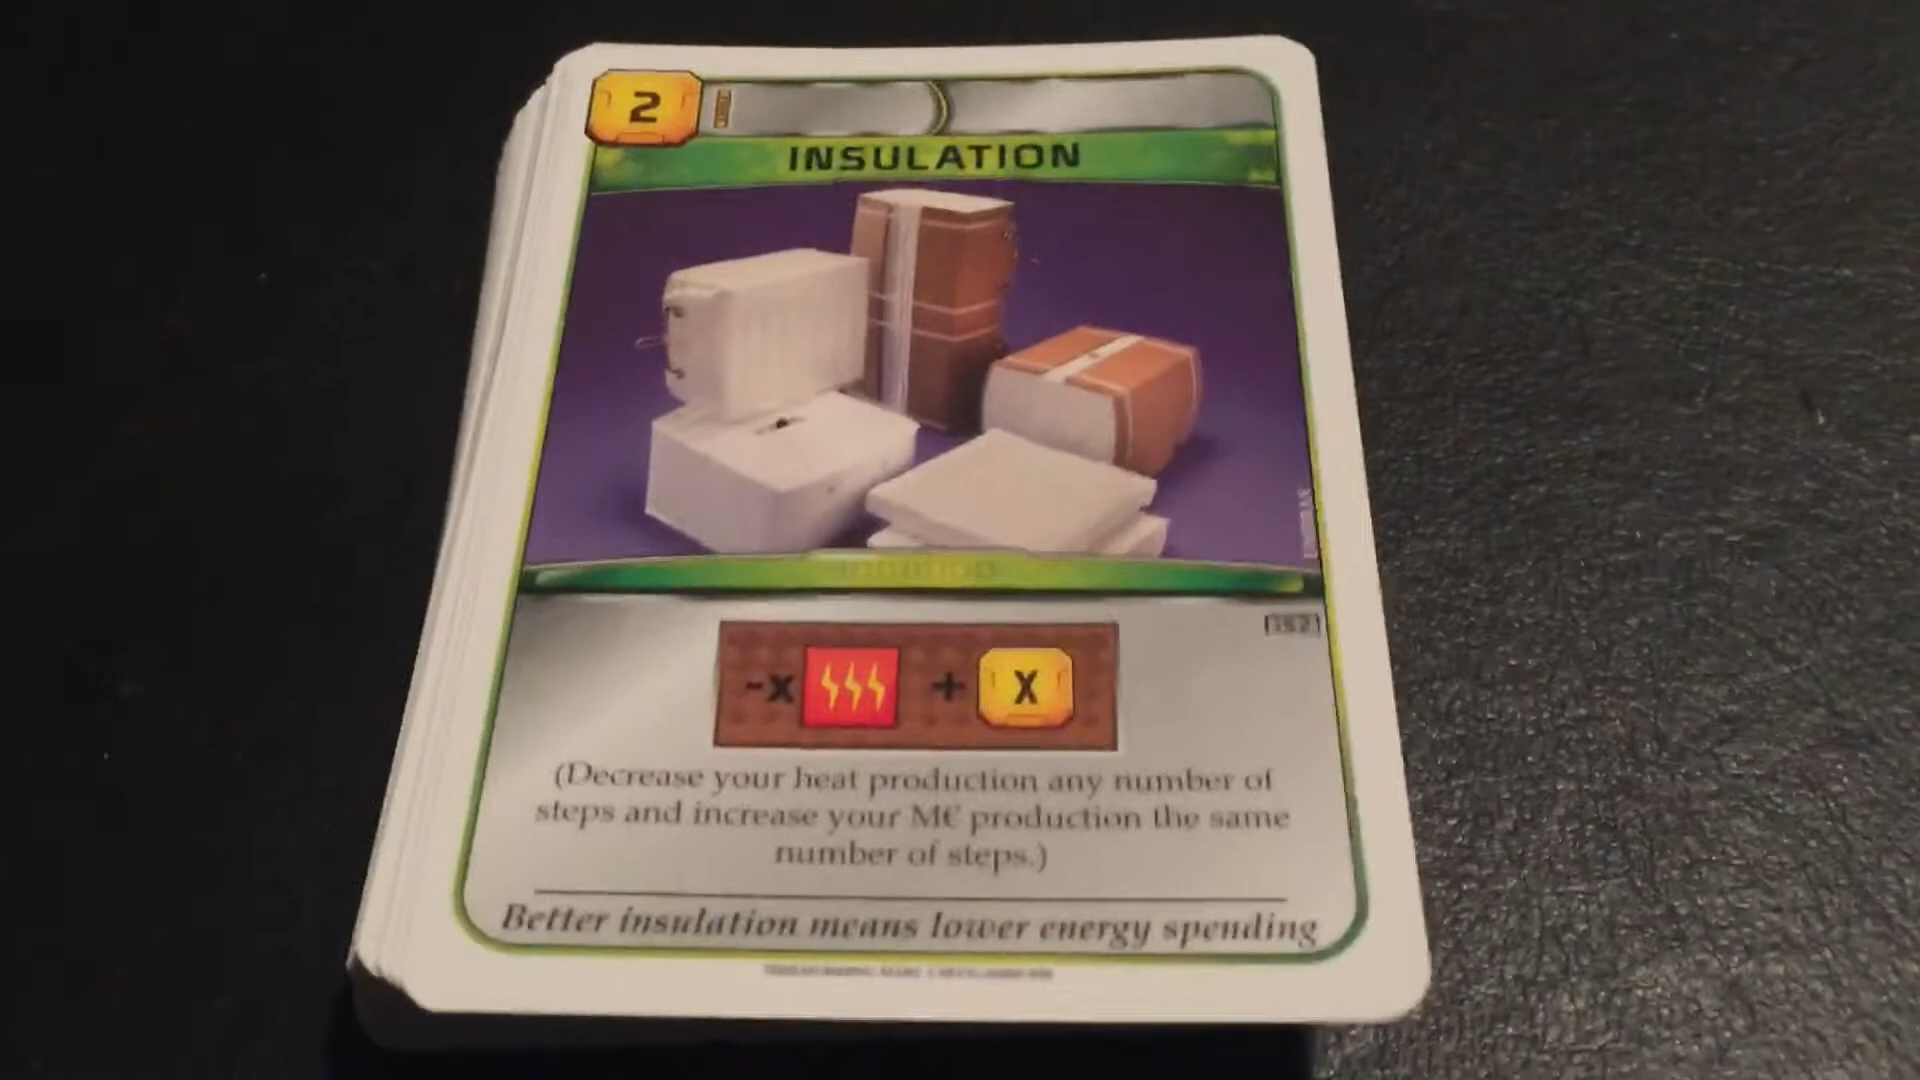 2
INSULATION
152
-X + X
(Decrease your heat production any number of
steps and increase your M€ production the same
number of steps.)
Better insulation means lower energy spending